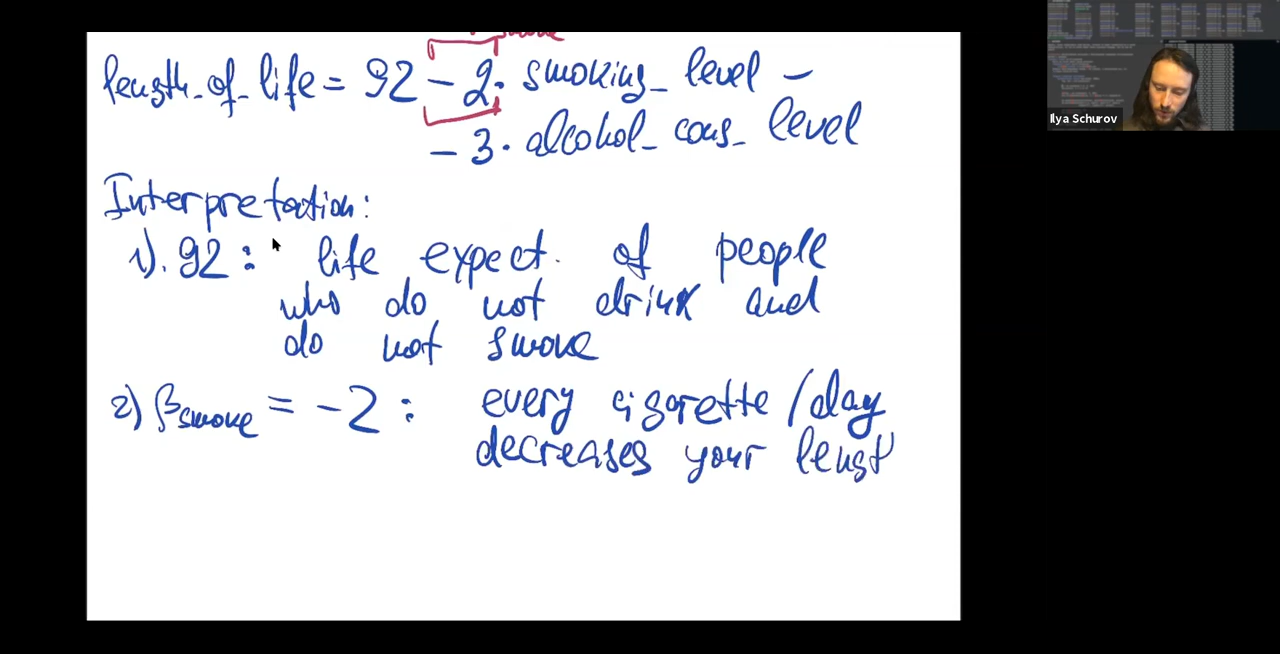 length_of_life = 92 - 2 · smoking_level -
- 3 · alcohol_cons_level
Interpretation:
1). 92 : life expect. of people
who do not drink and
do not smoke
2) βsmoke = -2 : every cigarette / day
decreases your lengt
Ilya Schurov